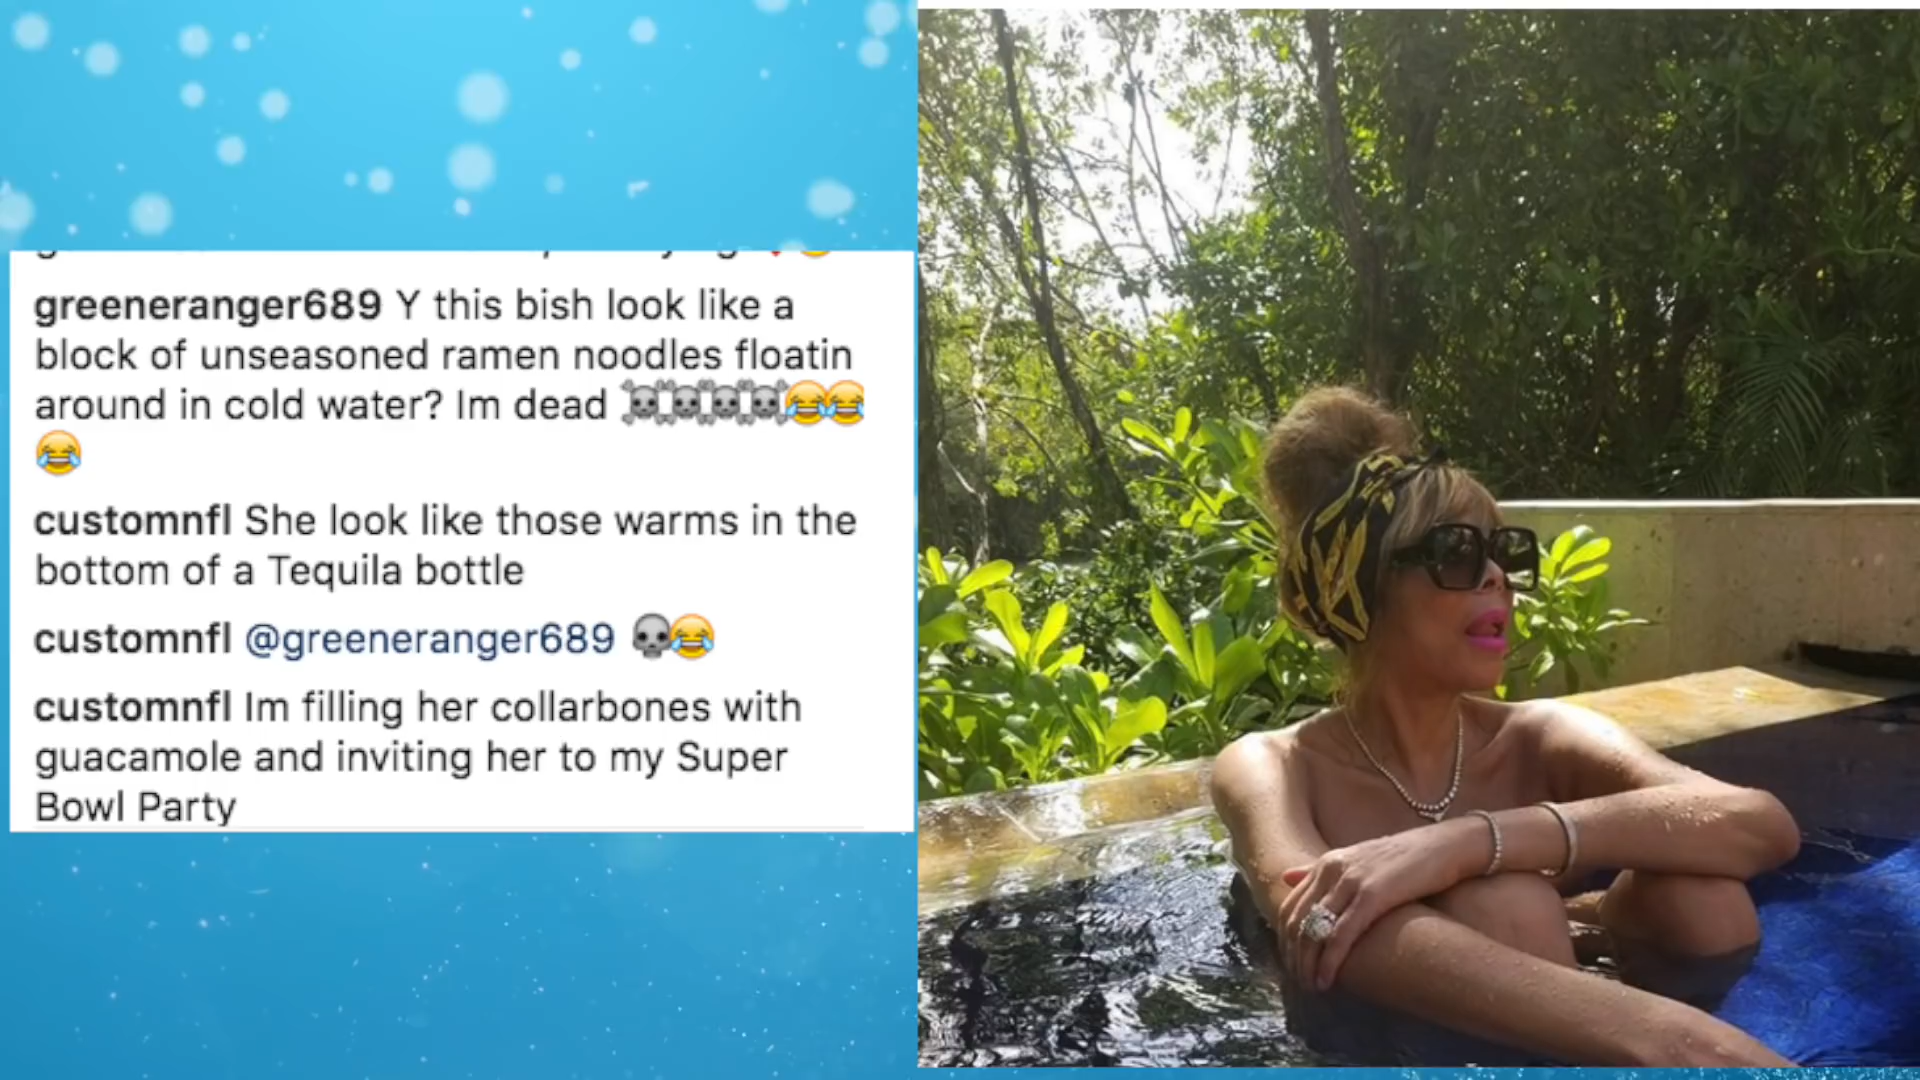 greeneranger689 Y this bish look like a
block of unseasoned ramen noodles floatin
around in cold water? Im dead ☠️☠️☠️☠️😂😂
😂
customnfl She look like those warms in the
bottom of a Tequila bottle
customnfl @greeneranger689 💀😂
customnfl Im filling her collarbones with
guacamole and inviting her to my Super
Bowl Party